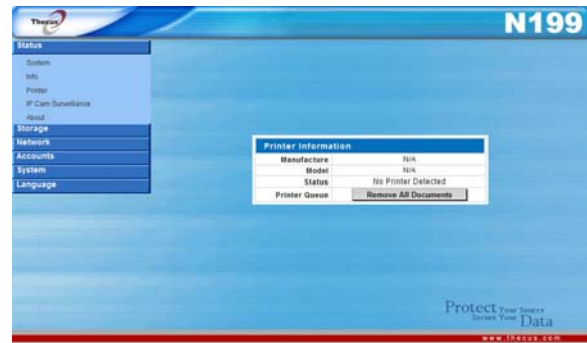 Thecus
N199
Status
System
Info
Printer
IP Cam Surveillance
About
Storage
Network
Accounts
System
Language
Printer Information
Manufacture N/A
Model N/A
Status No Printer Detected
Printer Queue Remove All Documents
Protect Your Source
Secure Your Data
www.thecus.com